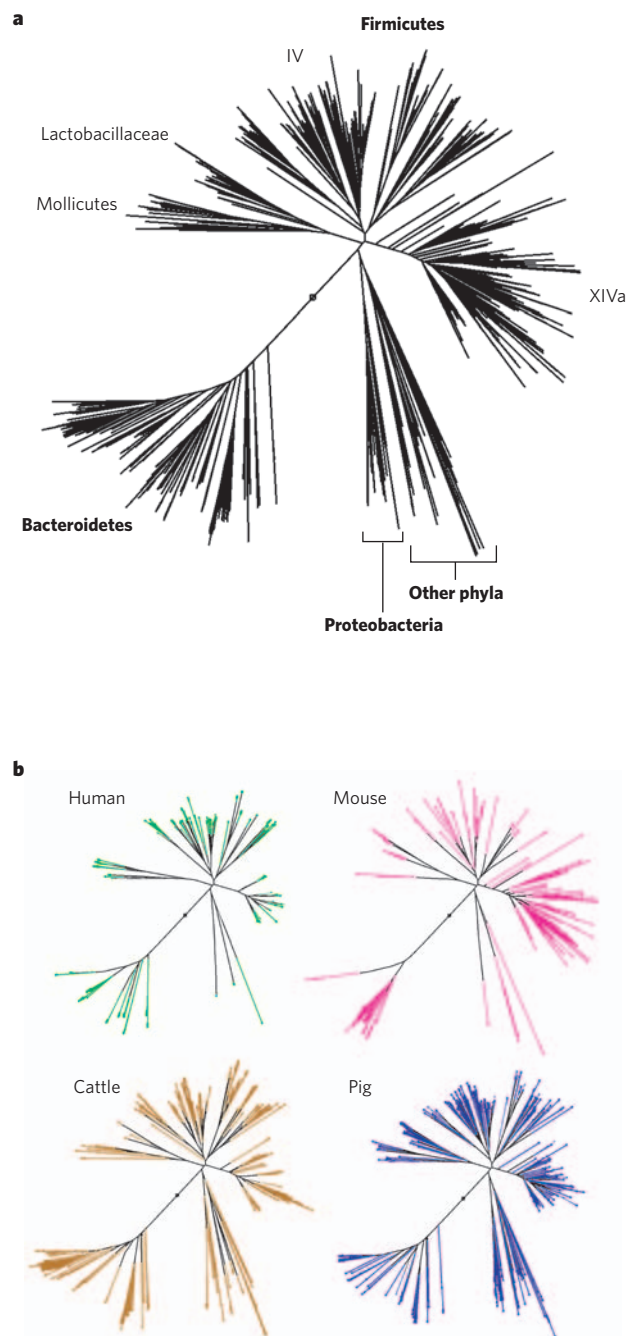 a
Firmicutes
IV
Lactobacillaceae
Mollicutes
XIVa
Bacteroidetes
Other phyla
Proteobacteria
b
Human
Mouse
Cattle
Pig